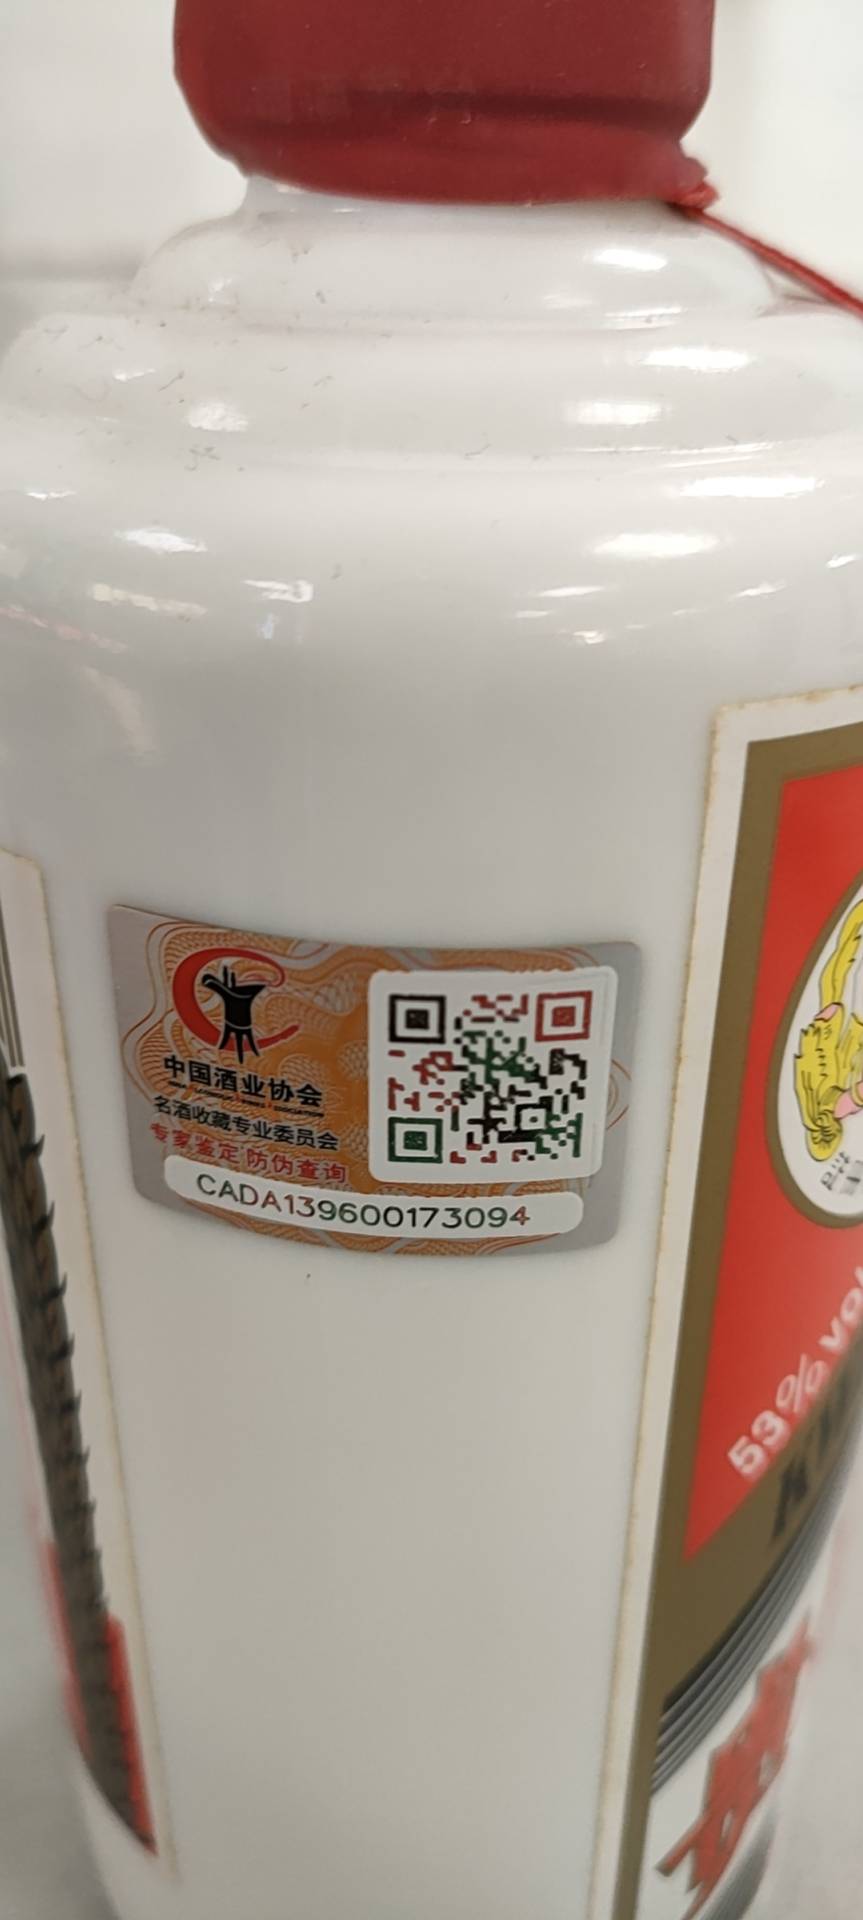 中国酒业协会
名酒收藏专业委员会
专家鉴定 防伪查询
CADA139600173094
53% vol